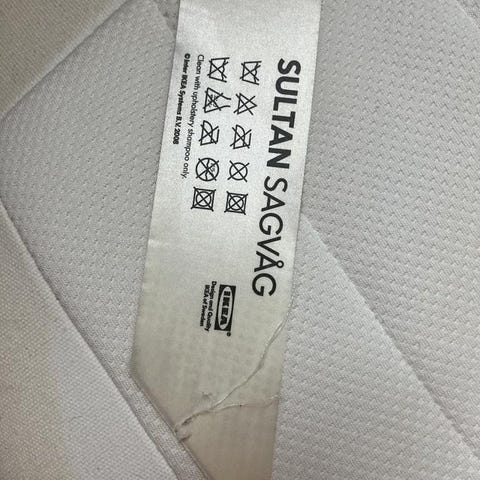 SULTAN SAGVÅG
Clean with upholstery shampoo only.
©Inter IKEA Systems B.V. 2008
IKEA
Design and Quality
IKEA of Sweden